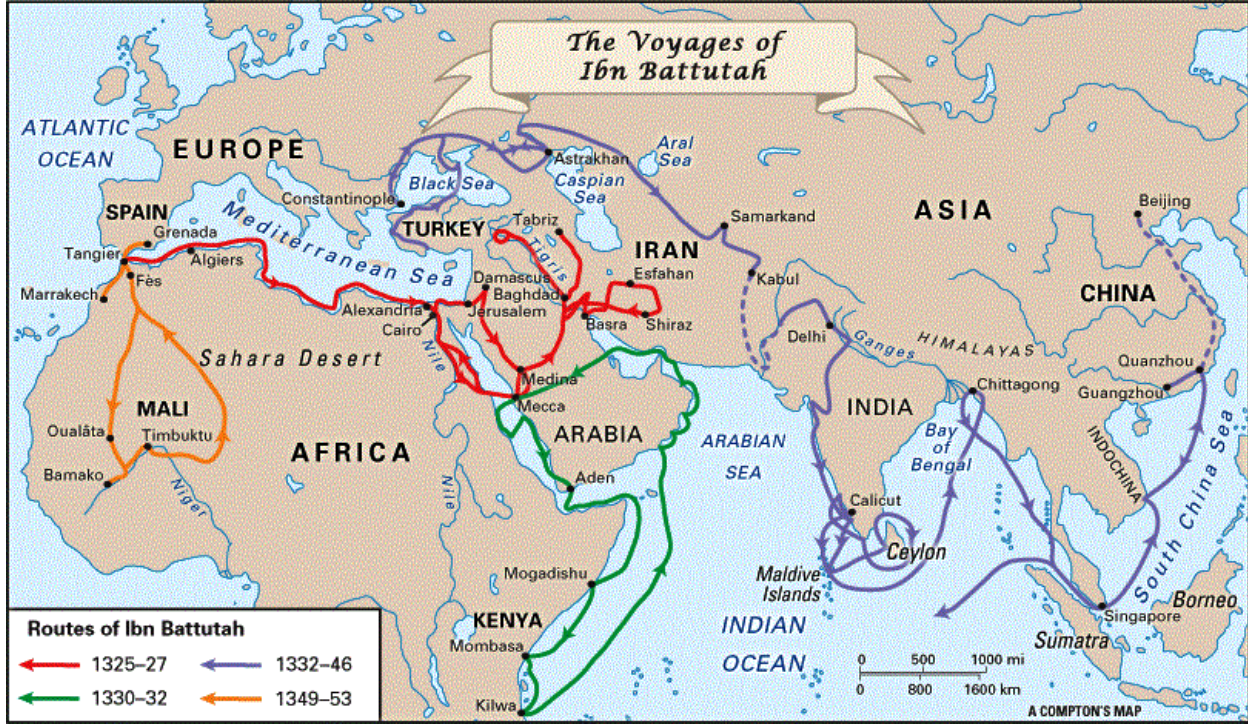 The Voyages of
Ibn Battutah
ATLANTIC
OCEAN
EUROPE
Aral
Sea
Astrakhan
Caspian
Sea
Black Sea
Constantinople
SPAIN
Grenada
Mediterranean Sea
TURKEY
Tabriz
Samarkand
ASIA
Beijing
Tangier
Algiers
Tigris
IRAN
Fès
Damascus
Esfahan
Kabul
Marrakech
Baghdad
CHINA
Alexandria
Jerusalem
Cairo
Basra
Shiraz
Delhi
Ganges
HIMALAYAS
Sahara Desert
Nile
Quanzhou
Medina
Chittagong
Guangzhou
Mecca
MALI
INDIA
Oualâta
Timbuktu
ARABIA
ARABIAN
SEA
Bay
of
Bengal
INDOCHINA
AFRICA
Bamako
Niger
Nile
Aden
Calicut
South China Sea
Ceylon
Mogadishu
Maldive
Islands
Borneo
KENYA
Singapore
Sumatra
Mombasa
INDIAN
OCEAN
Kilwa
Routes of Ibn Battutah
1325–27
1332–46
1330–32
1349–53
0 500 1000 mi
0 800 1600 km
A COMPTON'S MAP